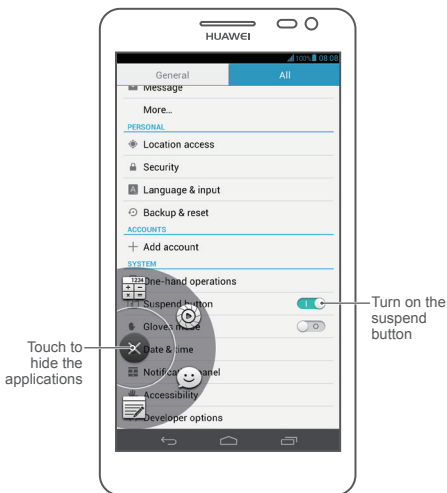 HUAWEI
100% 08:08
General
All
Message
More...
PERSONAL
Location access
Security
A Language & input
Backup & reset
ACCOUNTS
Add account
SYSTEM
1234
One-hand operations
Suspend button
Gloves mode
Date & time
Notification panel
Accessibility
Developer options
Turn on the
suspend
button
Touch to
hide the
applications